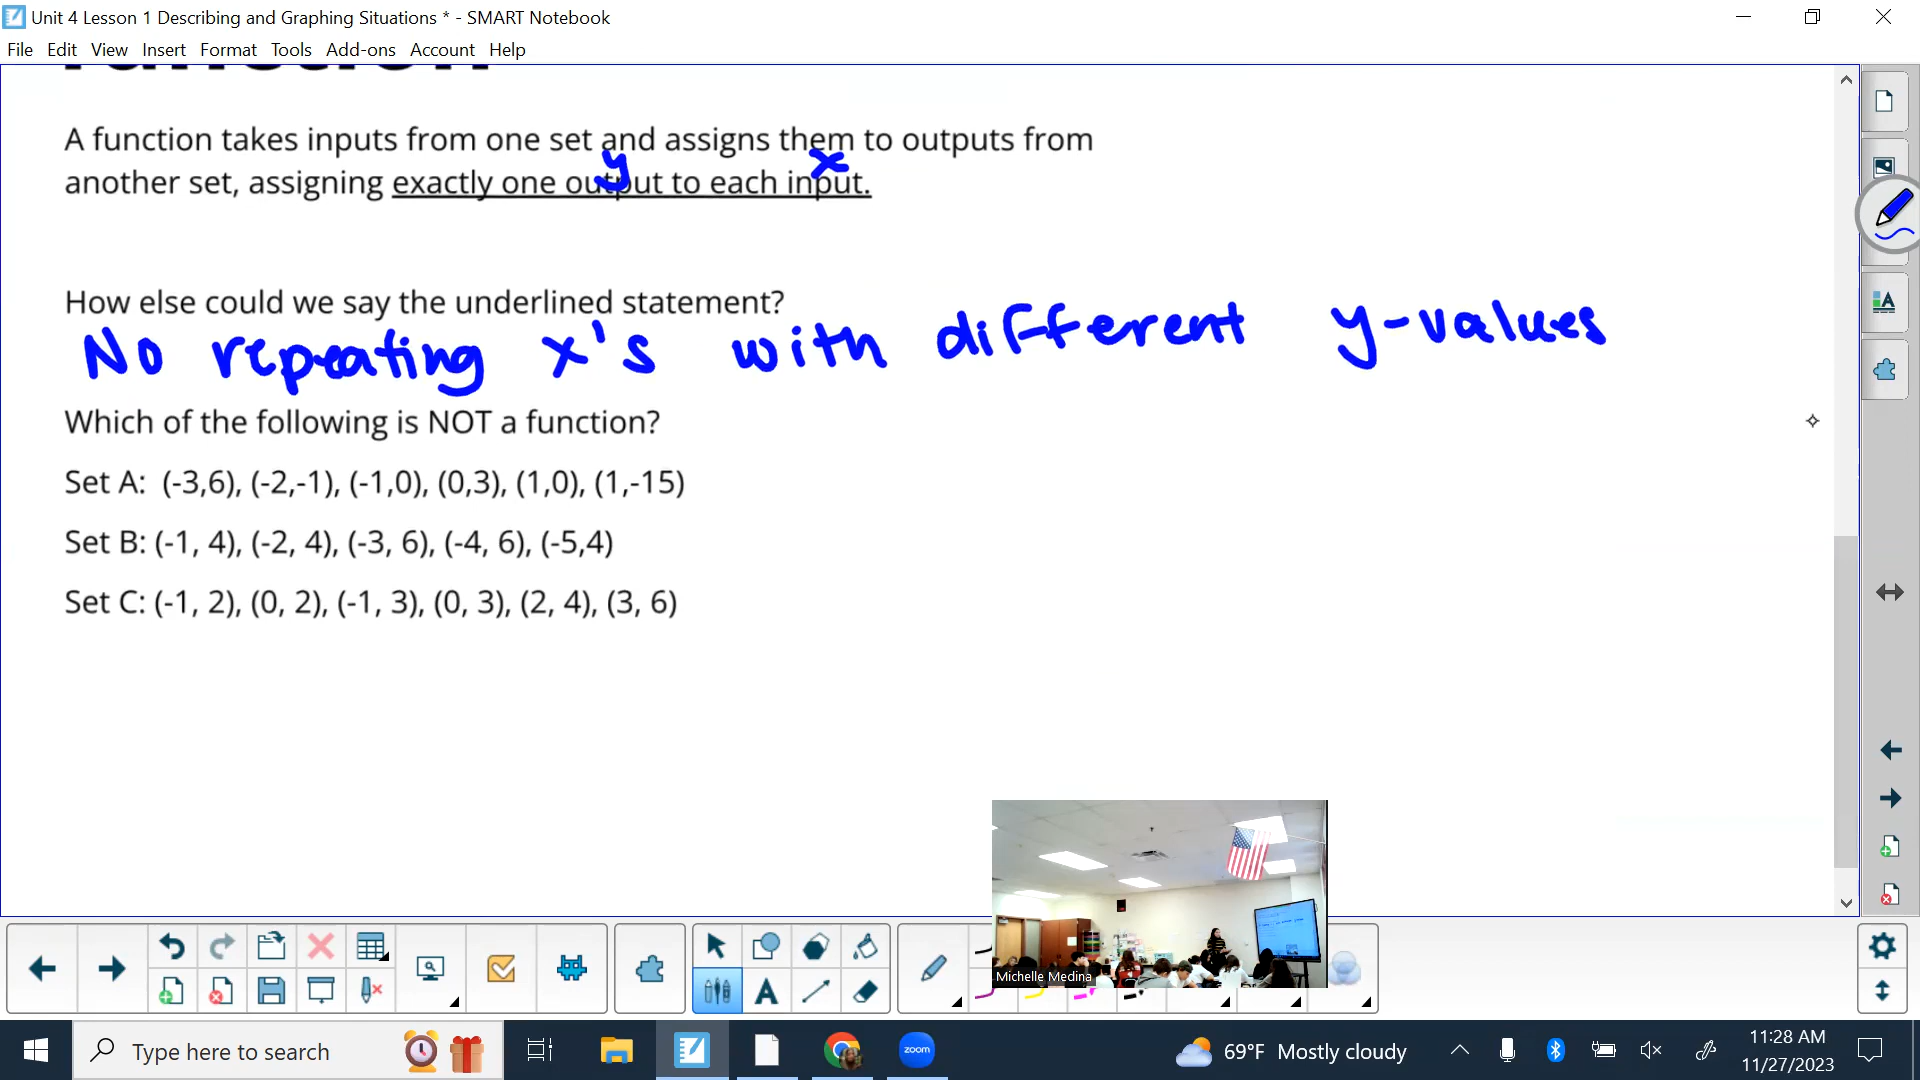 Unit 4 Lesson 1 Describing and Graphing Situations * - SMART Notebook
File Edit View Insert Format Tools Add-ons Account Help
function
A function takes inputs from one set and assigns them to outputs from
y x
another set, assigning exactly one output to each input.
How else could we say the underlined statement?
No repeating x's with different y-values
Which of the following is NOT a function?
Set A: (-3,6), (-2,-1), (-1,0), (0,3), (1,0), (1,-15)
Set B: (-1, 4), (-2, 4), (-3, 6), (-4, 6), (-5,4)
Set C: (-1, 2), (0, 2), (-1, 3), (0, 3), (2, 4), (3, 6)
Michelle Medina
Type here to search
zoom
69°F Mostly cloudy
11:28 AM
11/27/2023